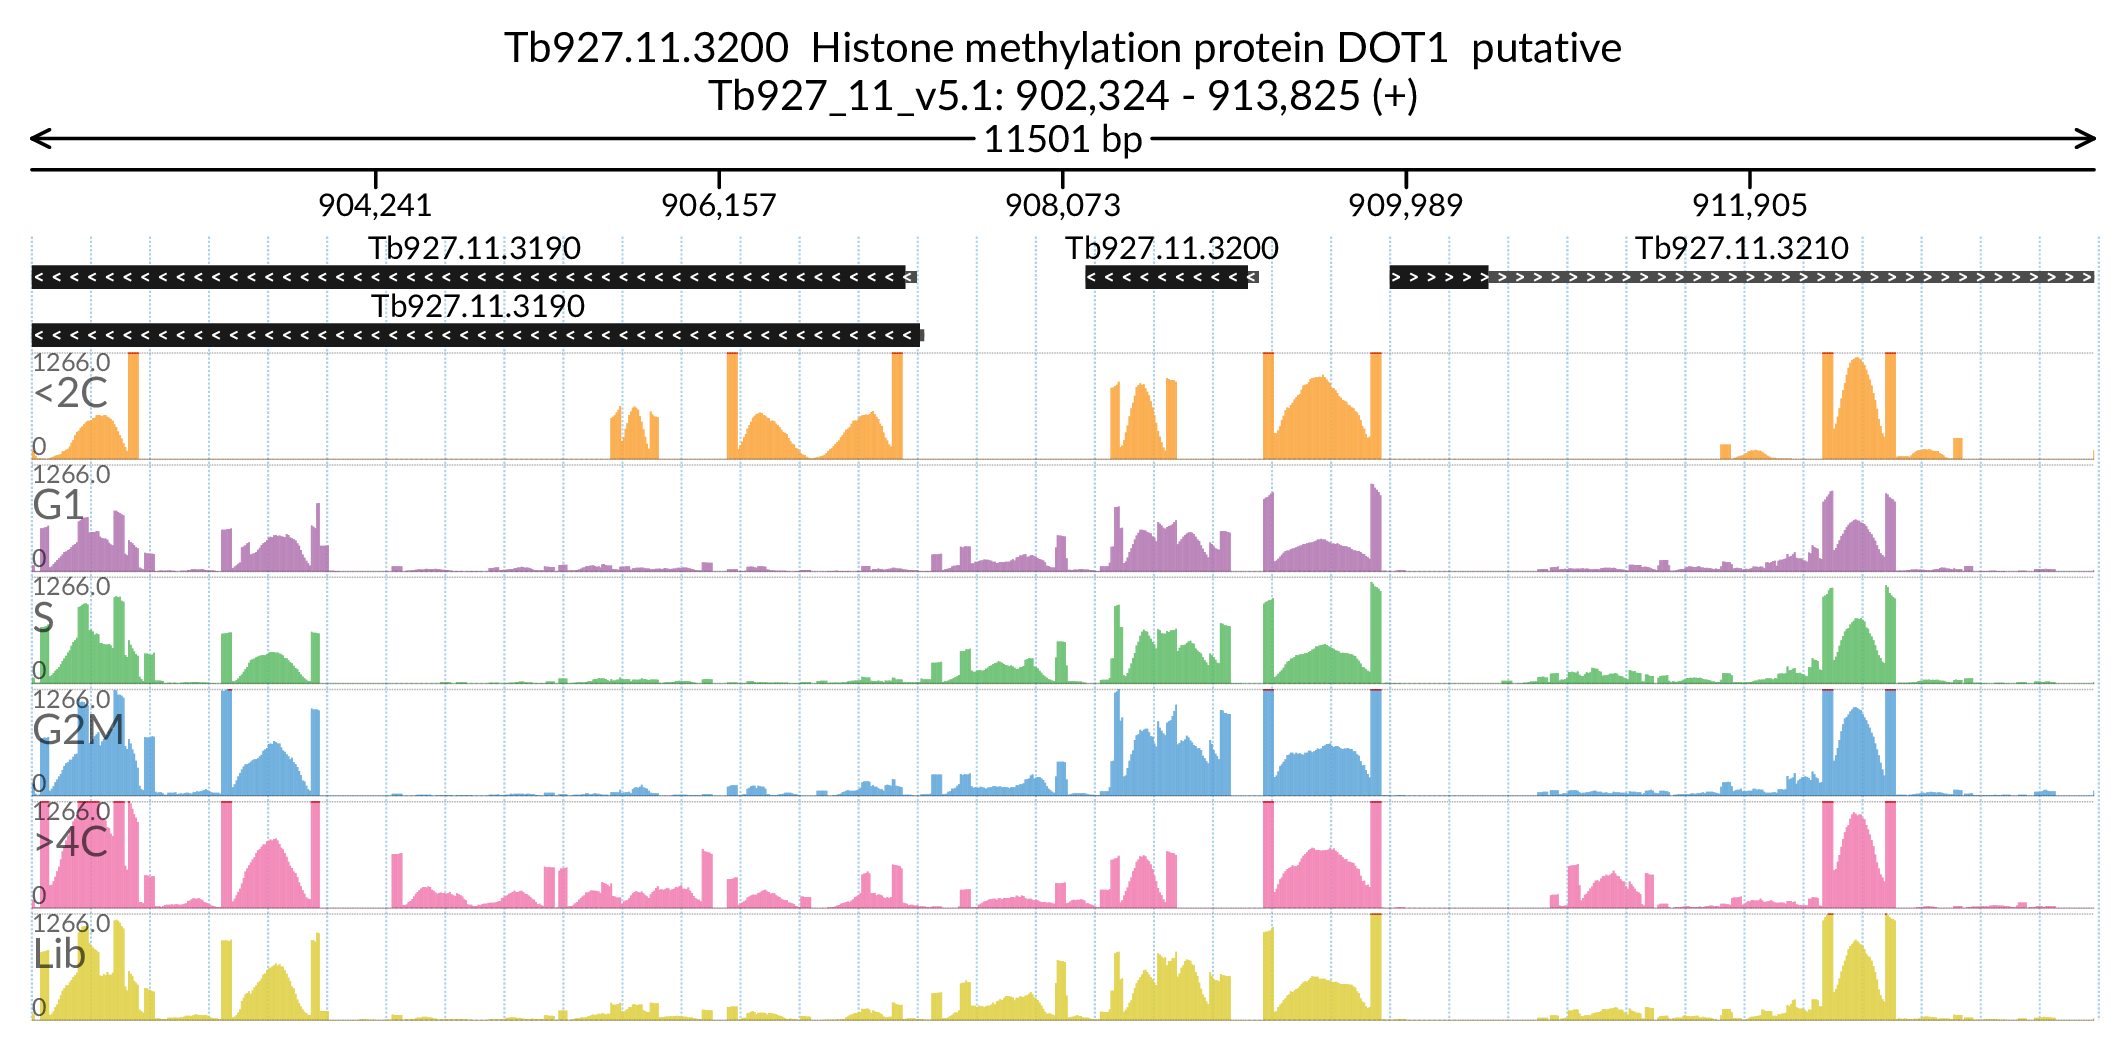 Tb927.11.3200  Histone methylation protein DOT1  putative
Tb927_11_v5.1: 902,324 - 913,825 (+)
11501 bp
904,241 906,157 908,073 909,989 911,905
Tb927.11.3190 Tb927.11.3200 Tb927.11.3210
Tb927.11.3190
1266.0
<2C
0
1266.0
G1
0
1266.0
S
0
1266.0
G2M
0
1266.0
>4C
0
1266.0
Lib
0